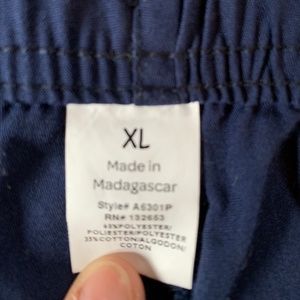 XL
Made in
Madagascar
Style# A6301P
RN# 132653
65%POLYESTER/
POLIESTER/POLYESTER
35%COTTON/ALGODON/
COTON